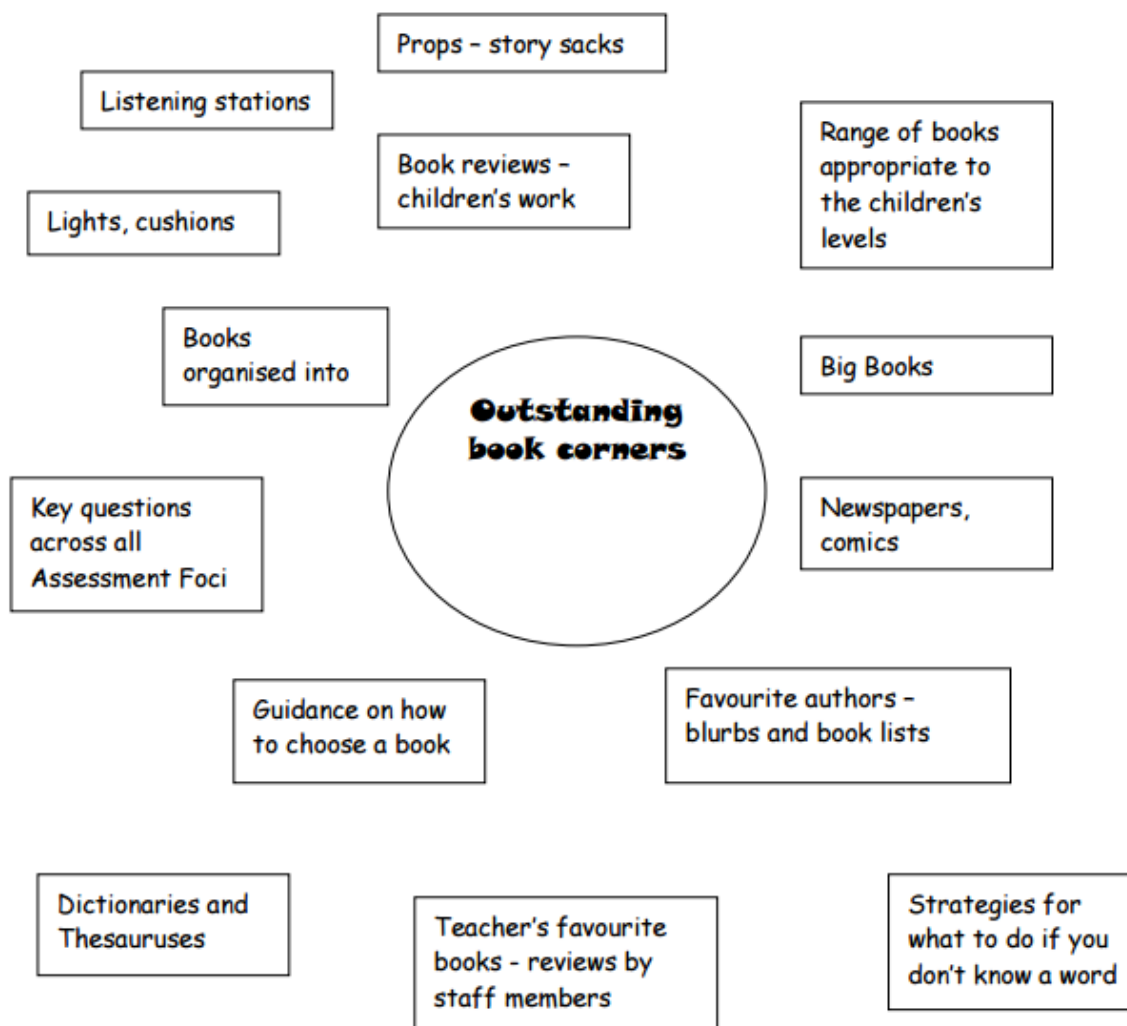 Props – story sacks
Listening stations
Book reviews –
children's work
Range of books
appropriate to
the children's
levels
Lights, cushions
Books
organised into
Big Books
Outstanding
book corners
Key questions
across all
Assessment Foci
Newspapers,
comics
Guidance on how
to choose a book
Favourite authors –
blurbs and book lists
Dictionaries and
Thesauruses
Teacher's favourite
books - reviews by
staff members
Strategies for
what to do if you
don't know a word